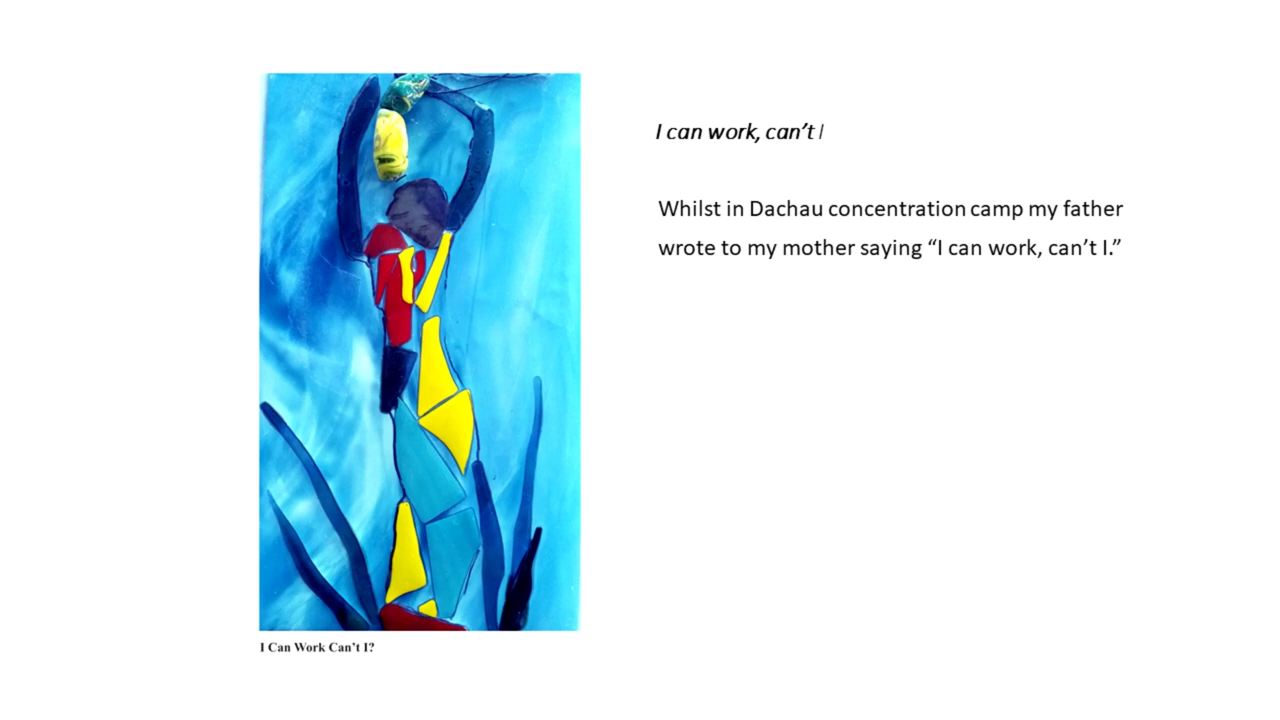 I can work, can’t I
Whilst in Dachau concentration camp my father
wrote to my mother saying “I can work, can’t I.”
I Can Work Can’t I?